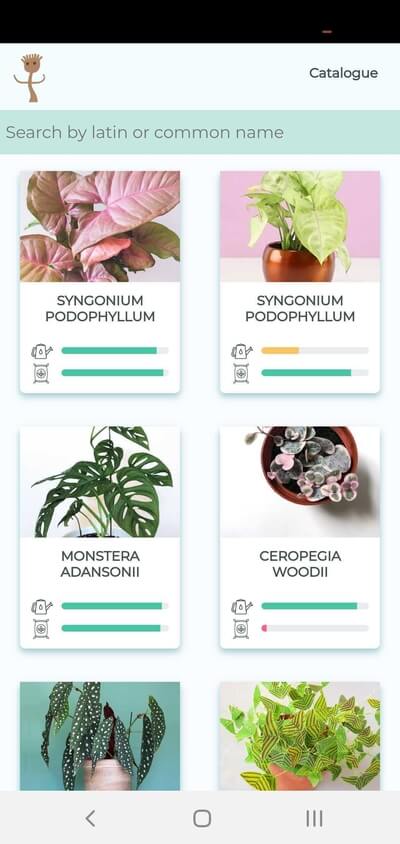 Catalogue
Search by latin or common name
SYNGONIUM
PODOPHYLLUM
SYNGONIUM
PODOPHYLLUM
MONSTERA
ADANSONII
CEROPEGIA
WOODII